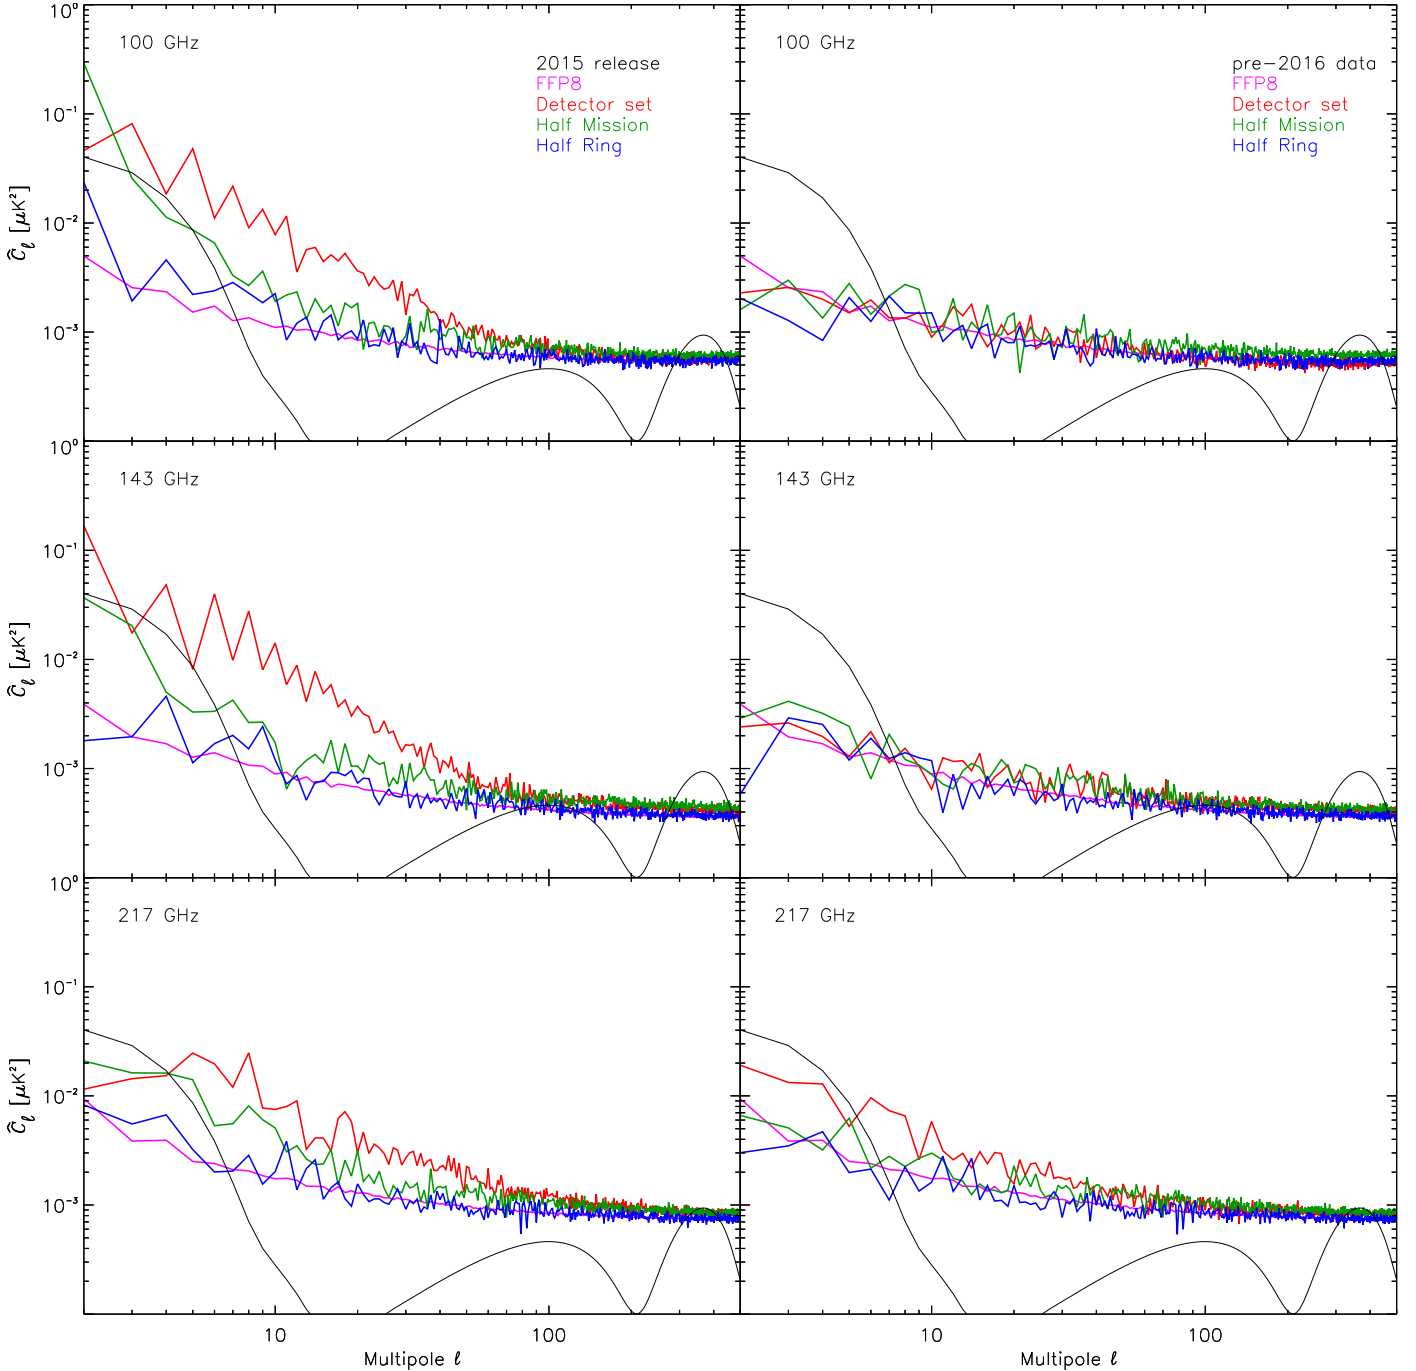 100 GHz
2015 release
FFP8
Detector set
Half Mission
Half Ring
10⁰
10⁻¹
10⁻²
10⁻³
Ĉℓ [μK²]
100 GHz
pre−2016 data
FFP8
Detector set
Half Mission
Half Ring
143 GHz
10⁰
10⁻¹
10⁻²
10⁻³
Ĉℓ [μK²]
143 GHz
217 GHz
10⁰
10⁻¹
10⁻²
10⁻³
Ĉℓ [μK²]
217 GHz
10 100
Multipole ℓ
10 100
Multipole ℓ